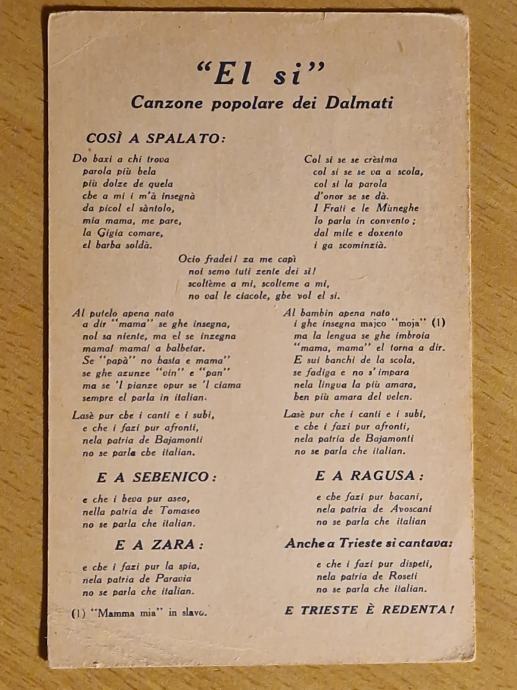 "El si"
Canzone popolare dei Dalmati
COSÌ A SPALATO:
Do baxi a chi trova
parola più bela
più dolze de quela
che a mi i m'à insegnà
da picol el sàntolo,
mia mama, me pare,
la Gigia comare,
el barba soldà.
Col si se se crèsima
col si se se va a scola,
col si la parola
d'onor se se dà.
I Frati e le Muneghe
lo parla in convento;
dal mile e doxento
i ga scominzià.
Ocio fradei! za me capì
noi semo tuti zente dei sì!
scoltème a mi, scolteme a mi,
no val le ciacole, ghe vol el sì.
Al putelo apena nato
a dir "mama" se ghe insegna,
nol sa niente, ma el se inzegna
mama! mama! a balbetar.
Se "papà" no basta e mama"
se ghe azunze "vin" e "pan"
ma se 'l pianze opur se 'l ciama
sempre el parla in italian.
Lasè pur che i canti e i subi,
e che i fazi pur afronti,
nela patria de Bajamonti
no se parla che italian.
Al bambin apena nato
i ghe insegna majco "moja" (1)
ma la lengua se ghe imbroia
"mama, mama" el torna a dir.
E sui banchi de la scola,
se fadiga e no s'impara
nela lingua la più amara,
ben più amara del velen.
Lasè pur che i canti e i subi,
e che i fazi pur afronti,
nela patria de Bajamonti
no se parla che italian.
E A SEBENICO:
e che i beva pur aseo,
nella patria de Tomaseo
no se parla che italian.
E A ZARA:
e che i fazi pur la spia,
nela patria de Paravia
no se parla che italian.
(1) "Mamma mia" in slavo.
E A RAGUSA:
e che fazi pur bacani,
nela patria de Avoscani
no se parla che italian
Anche a Trieste si cantava:
e che i fazi pur dispeti,
nela patria de Roseti
no se parla che italian.
E TRIESTE È REDENTA!